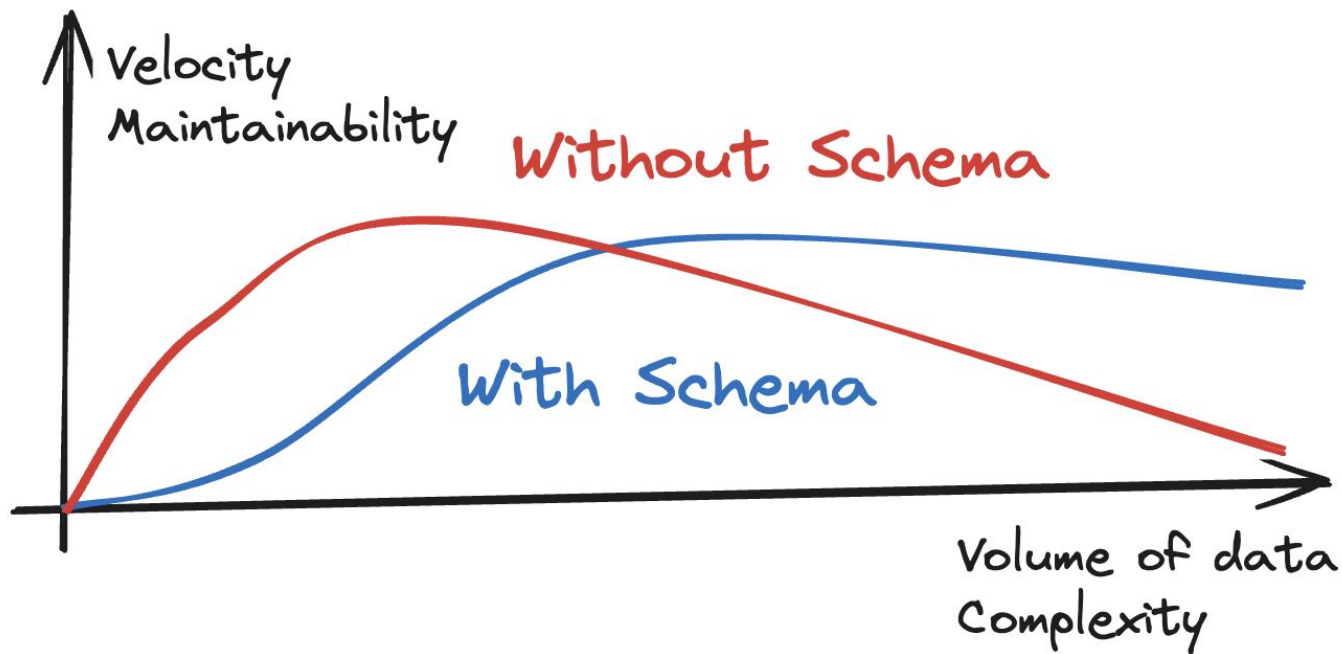 Velocity
Maintainability
Without Schema
With Schema
Volume of data
Complexity